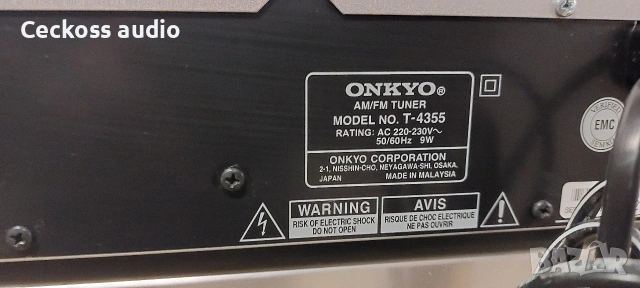 Ceckoss audio
ONKYO®
AM/FM TUNER
MODEL NO. T-4355
RATING: AC 220-230V~
50/60Hz 9W
ONKYO CORPORATION
2-1, NISSHIN-CHO, NEYAGAWA-SHI, OSAKA,
JAPAN MADE IN MALAYSIA
VERIFIED
EMC
WARNING
RISK OF ELECTRIC SHOCK
DO NOT OPEN
AVIS
RISQUE DE CHOC ELECTRIQUE
NE PAS OUVRIR
BAZAR